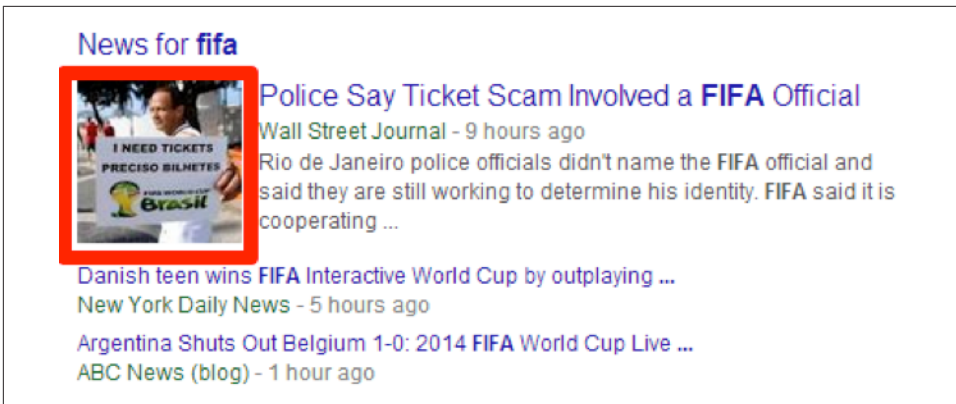 News for fifa
Police Say Ticket Scam Involved a FIFA Official
Wall Street Journal - 9 hours ago
Rio de Janeiro police officials didn't name the FIFA official and
said they are still working to determine his identity. FIFA said it is
cooperating ...
I NEED TICKETS
PRECISO BILHETES
FIFA WORLD CUP
Brasil
Danish teen wins FIFA Interactive World Cup by outplaying ...
New York Daily News - 5 hours ago
Argentina Shuts Out Belgium 1-0: 2014 FIFA World Cup Live ...
ABC News (blog) - 1 hour ago